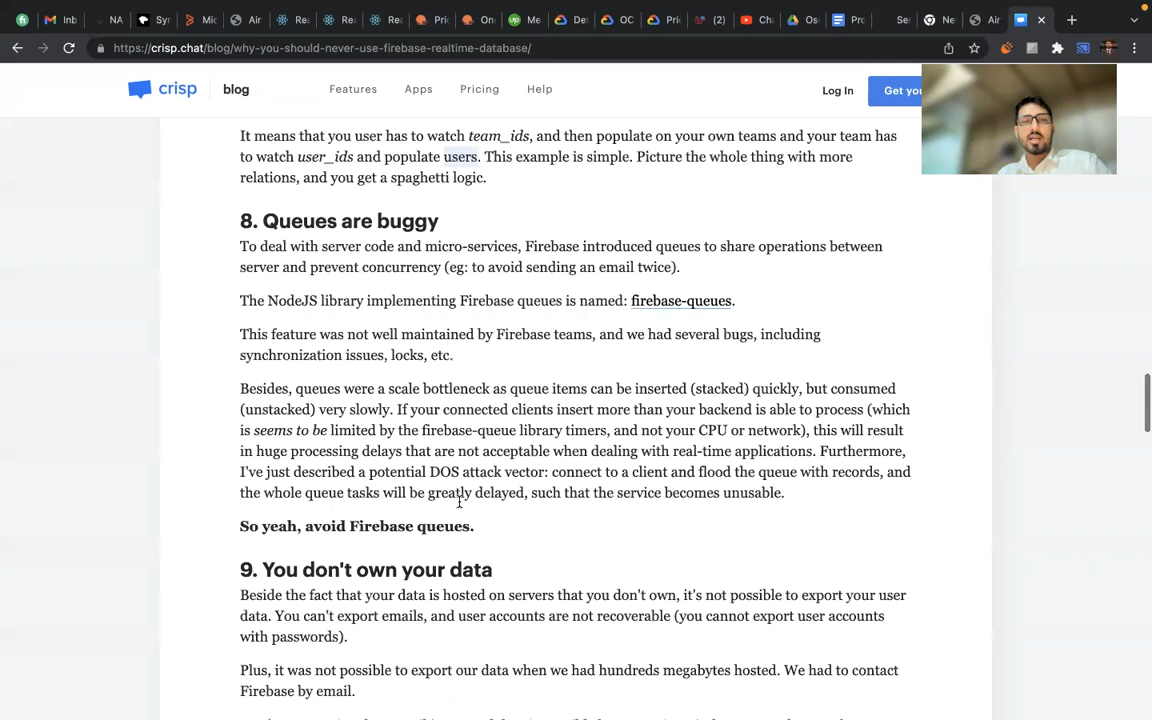 Inb
NA
Syr
Mic
Air
Rea
Rea
Rea
Pric
On
Me
Det
OC
Pric
(2)
Cha
Os
Pro
Se
Ne
Air
https://crisp.chat/blog/why-you-should-never-use-firebase-realtime-database/
crisp
blog
Features
Apps
Pricing
Help
Log In
Get you
It means that you user has to watch team_ids, and then populate on your own teams and your team has
to watch user_ids and populate users. This example is simple. Picture the whole thing with more
relations, and you get a spaghetti logic.
8. Queues are buggy
To deal with server code and micro-services, Firebase introduced queues to share operations between
server and prevent concurrency (eg: to avoid sending an email twice).
The NodeJS library implementing Firebase queues is named: firebase-queues.
This feature was not well maintained by Firebase teams, and we had several bugs, including
synchronization issues, locks, etc.
Besides, queues were a scale bottleneck as queue items can be inserted (stacked) quickly, but consumed
(unstacked) very slowly. If your connected clients insert more than your backend is able to process (which
is seems to be limited by the firebase-queue library timers, and not your CPU or network), this will result
in huge processing delays that are not acceptable when dealing with real-time applications. Furthermore,
I've just described a potential DOS attack vector: connect to a client and flood the queue with records, and
the whole queue tasks will be greatly delayed, such that the service becomes unusable.
So yeah, avoid Firebase queues.
9. You don't own your data
Beside the fact that your data is hosted on servers that you don't own, it's not possible to export your user
data. You can't export emails, and user accounts are not recoverable (you cannot export user accounts
with passwords).
Plus, it was not possible to export our data when we had hundreds megabytes hosted. We had to contact
Firebase by email.